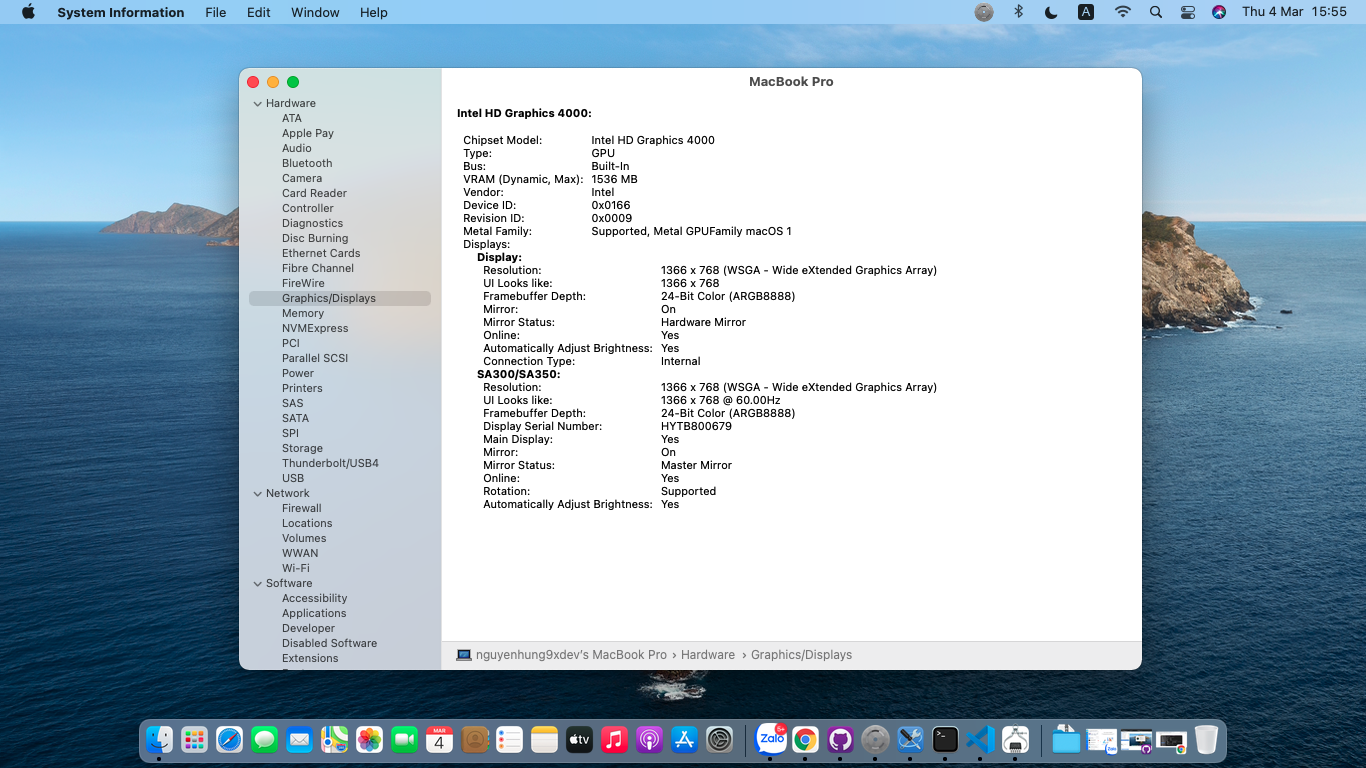 System Information File Edit Window Help A Thu 4 Mar 15:55
MacBook Pro
Hardware
ATA
Apple Pay
Audio
Bluetooth
Camera
Card Reader
Controller
Diagnostics
Disc Burning
Ethernet Cards
Fibre Channel
FireWire
Graphics/Displays
Memory
NVMExpress
PCI
Parallel SCSI
Power
Printers
SAS
SATA
SPI
Storage
Thunderbolt/USB4
USB
Network
Firewall
Locations
Volumes
WWAN
Wi-Fi
Software
Accessibility
Applications
Developer
Disabled Software
Extensions
Intel HD Graphics 4000:
Chipset Model: Intel HD Graphics 4000
Type: GPU
Bus: Built-In
VRAM (Dynamic, Max): 1536 MB
Vendor: Intel
Device ID: 0x0166
Revision ID: 0x0009
Metal Family: Supported, Metal GPUFamily macOS 1
Displays:
Display:
Resolution: 1366 x 768 (WSGA - Wide eXtended Graphics Array)
UI Looks like: 1366 x 768
Framebuffer Depth: 24-Bit Color (ARGB8888)
Mirror: On
Mirror Status: Hardware Mirror
Online: Yes
Automatically Adjust Brightness: Yes
Connection Type: Internal
SA300/SA350:
Resolution: 1366 x 768 (WSGA - Wide eXtended Graphics Array)
UI Looks like: 1366 x 768 @ 60.00Hz
Framebuffer Depth: 24-Bit Color (ARGB8888)
Display Serial Number: HYTB800679
Main Display: Yes
Mirror: On
Mirror Status: Master Mirror
Online: Yes
Rotation: Supported
Automatically Adjust Brightness: Yes
nguyenhung9xdev's MacBook Pro › Hardware › Graphics/Displays
MAR
4
tv
Zalo
5+